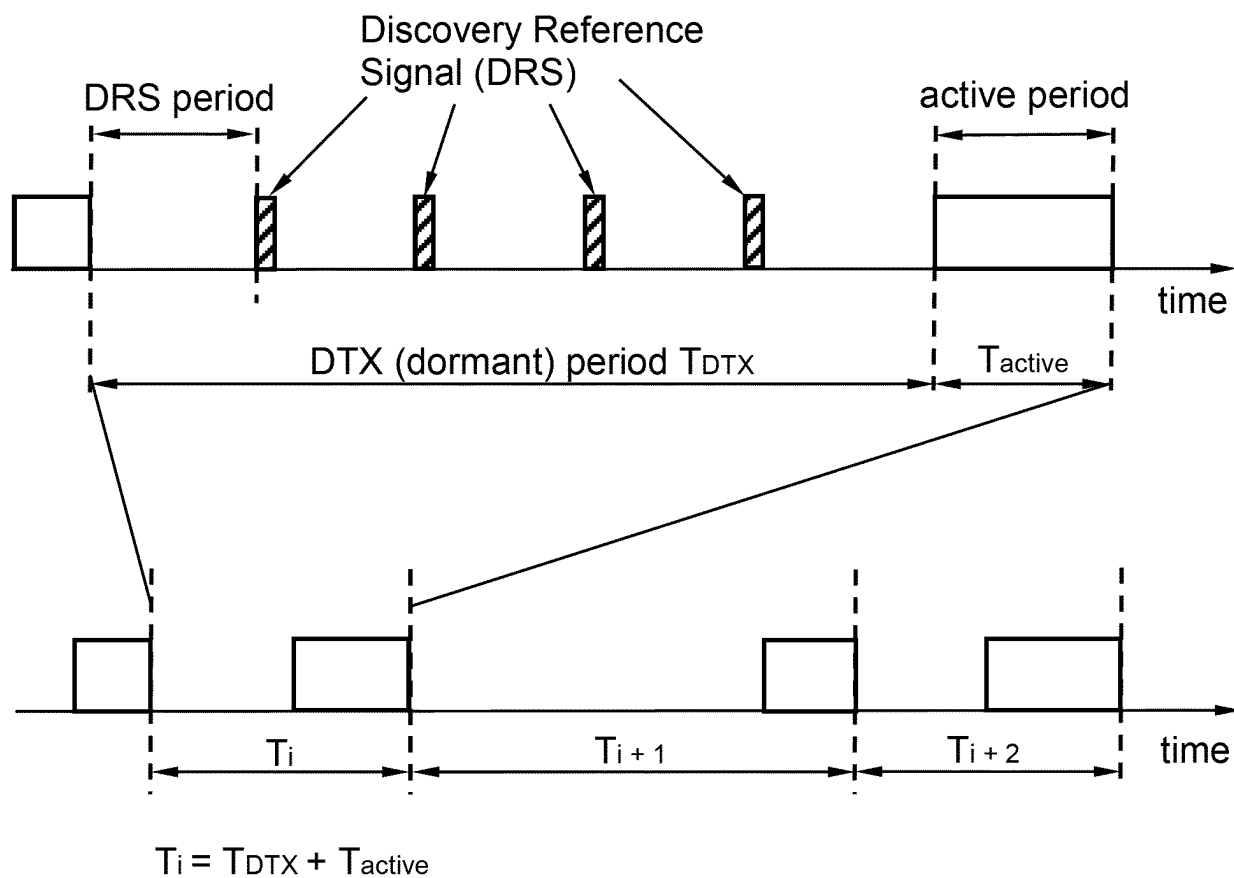 Discovery Reference
Signal (DRS)
DRS period
active period
time
DTX (dormant) period TDTX
Tactive
Ti
Ti + 1
Ti + 2
time
Ti = TDTX + Tactive